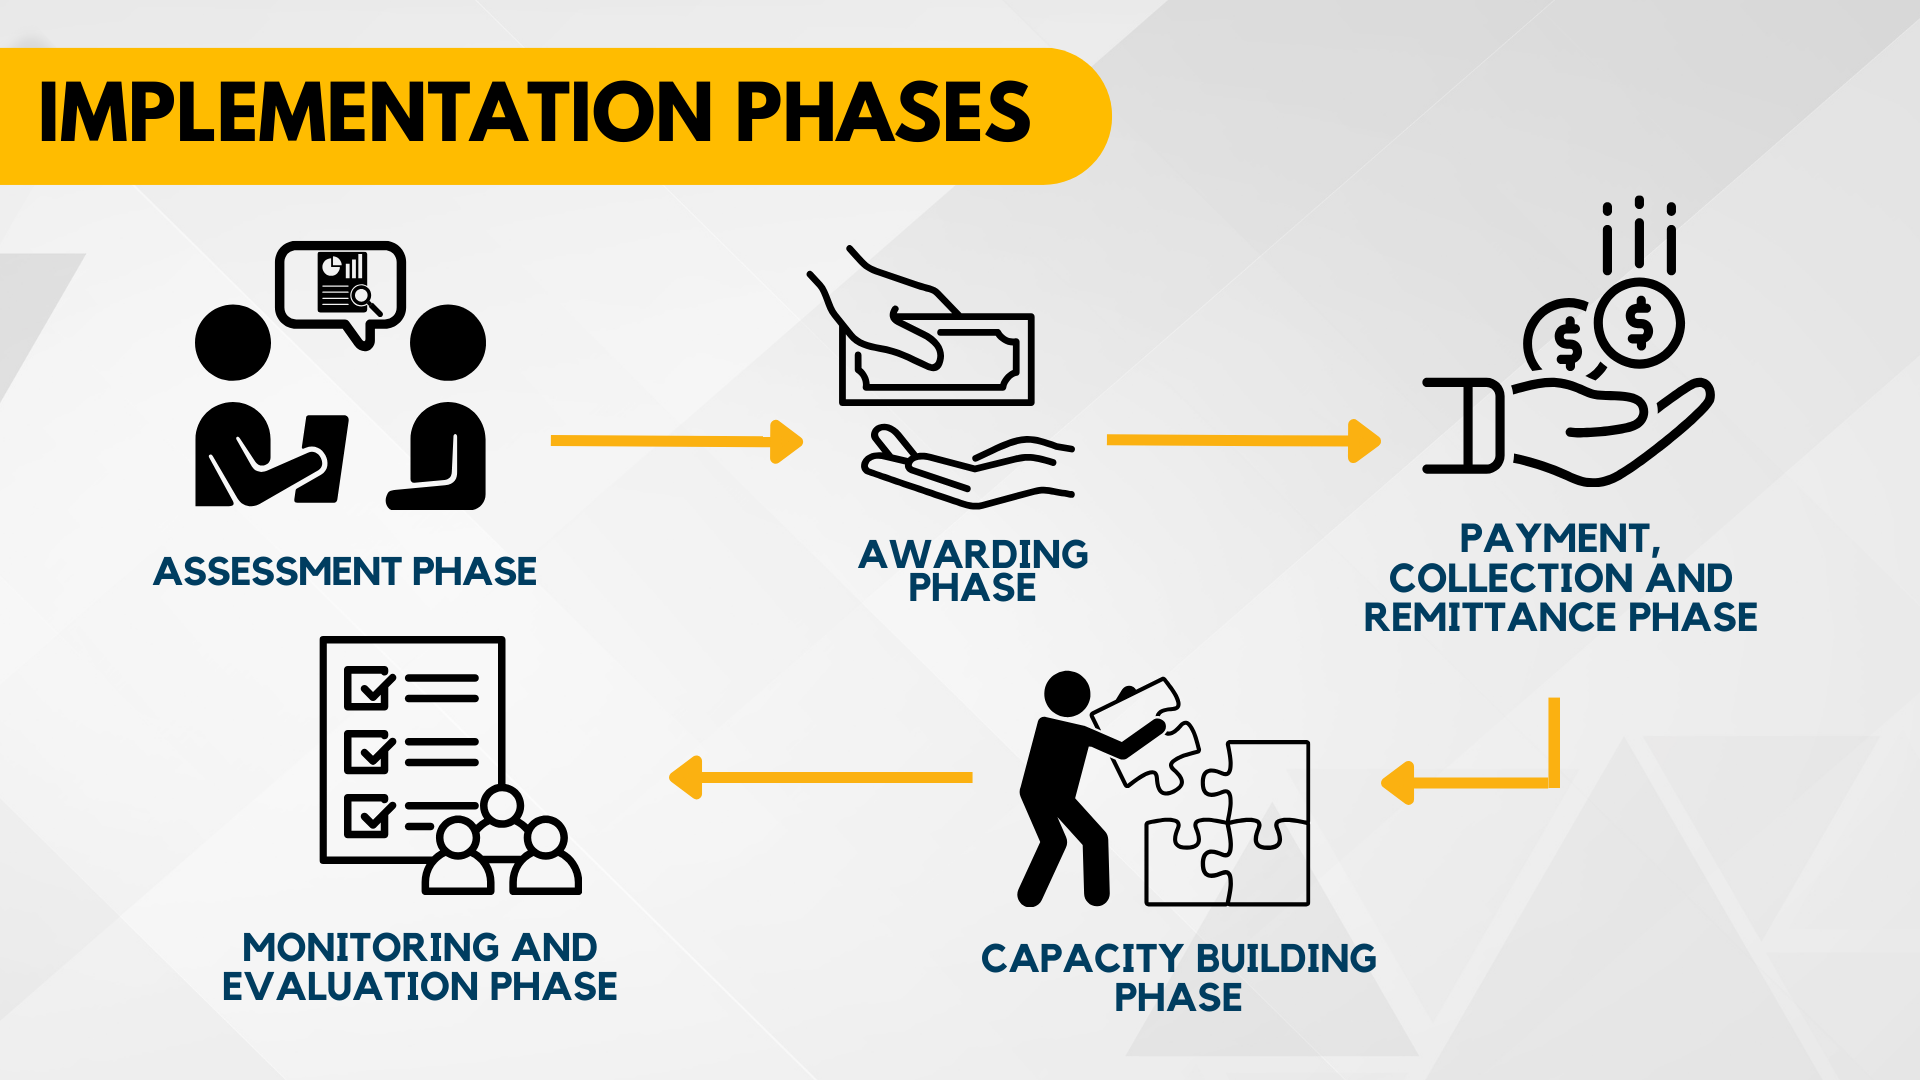 IMPLEMENTATION PHASES
ASSESSMENT PHASE
AWARDING
PHASE
$ $
PAYMENT,
COLLECTION AND
REMITTANCE PHASE
CAPACITY BUILDING
PHASE
MONITORING AND
EVALUATION PHASE